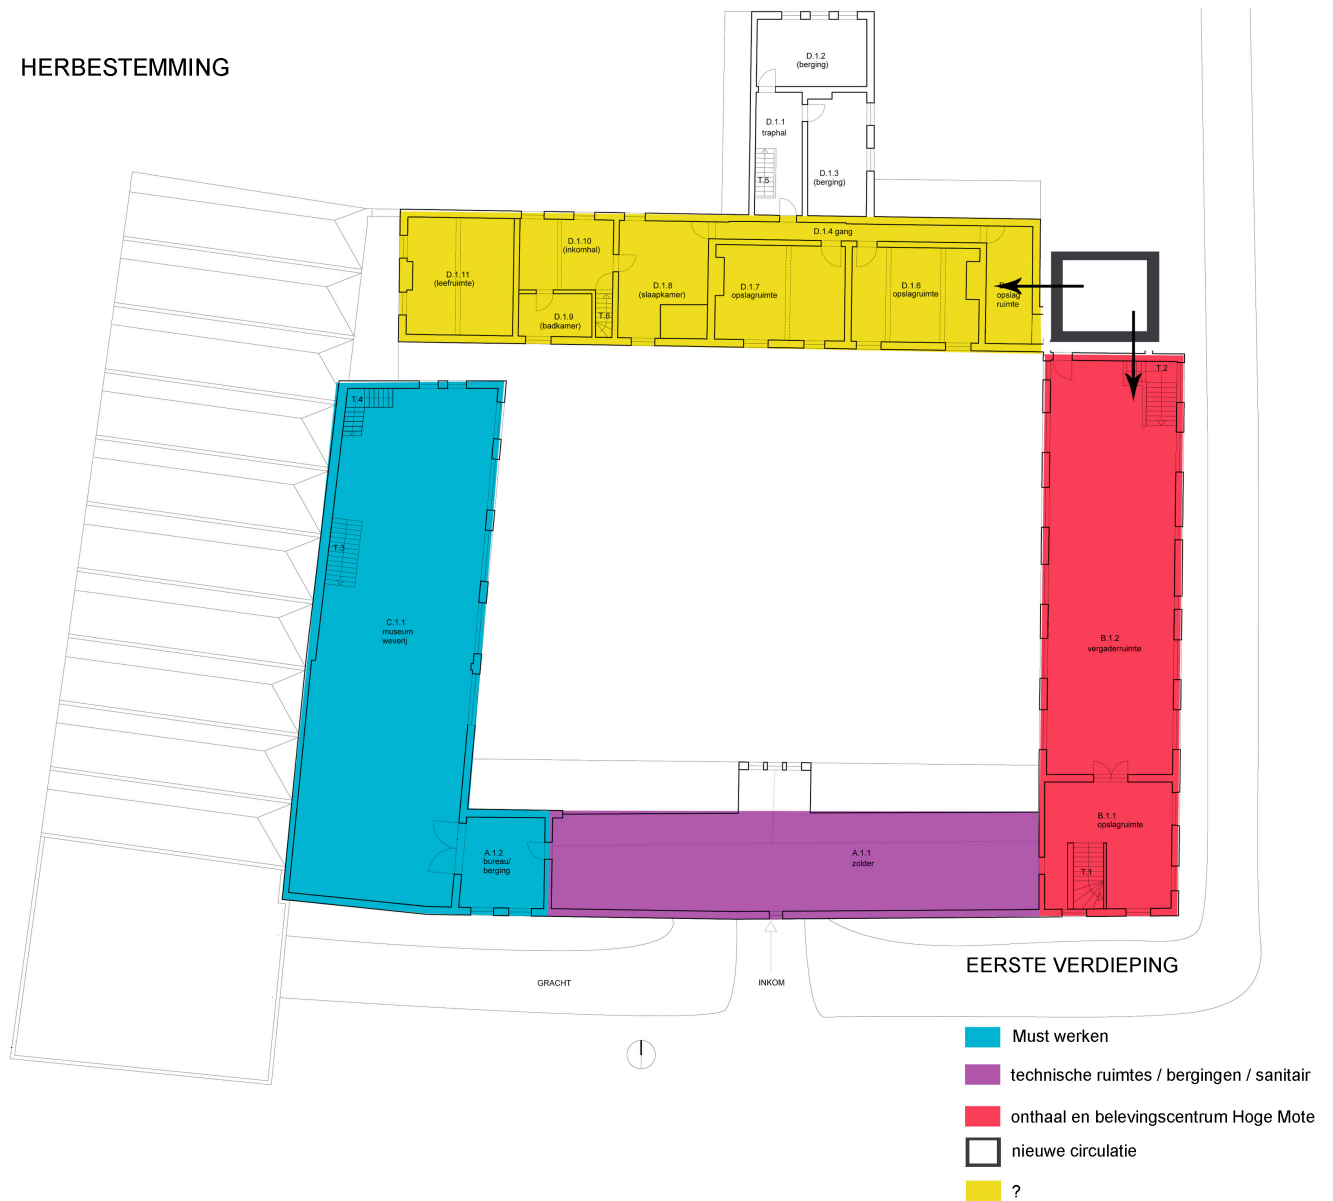 HERBESTEMMING
D.1.2
(berging)
D.1.1
traphal
T.5
D.1.3
(berging)
D.1.4 gang
D.1.10
(inkomhal)
D.1.11
(leefruimte)
D.1.8
(slaapkamer)
D.1.7
opslagruimte
D.1.6
opslagruimte
opslag
ruimte
D.1.9
(badkamer)
T.6
T.2
T.4
T.3
C.1.1
museum
weverij
B.1.2
vergaderruimte
B.1.1
opslagruimte
T.1
A.1.2
bureau/
berging
A.1.1
zolder
GRACHT
INKOM
EERSTE VERDIEPING
Must werken
technische ruimtes / bergingen / sanitair
onthaal en belevingscentrum Hoge Mote
nieuwe circulatie
?